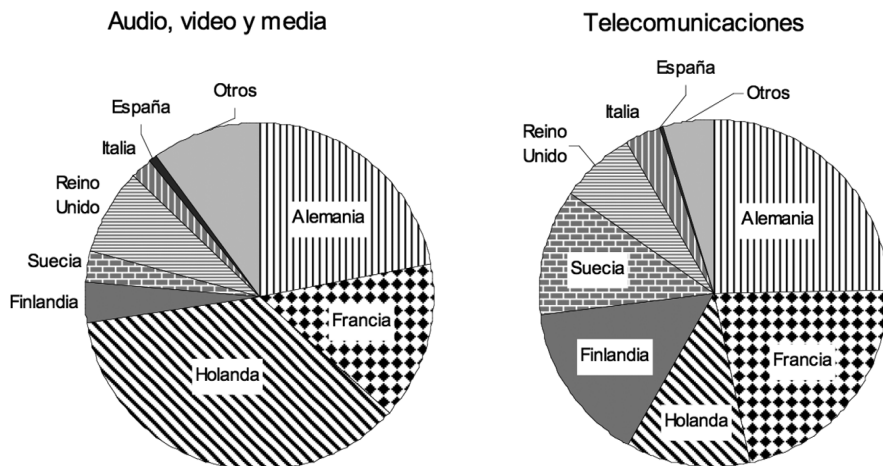 Audio, video y media
Otros
España
Italia
Reino
Unido
Suecia
Finlandia
Alemania
Francia
Holanda
Telecomunicaciones
España
Otros
Italia
Reino
Unido
Alemania
Suecia
Finlandia
Francia
Holanda